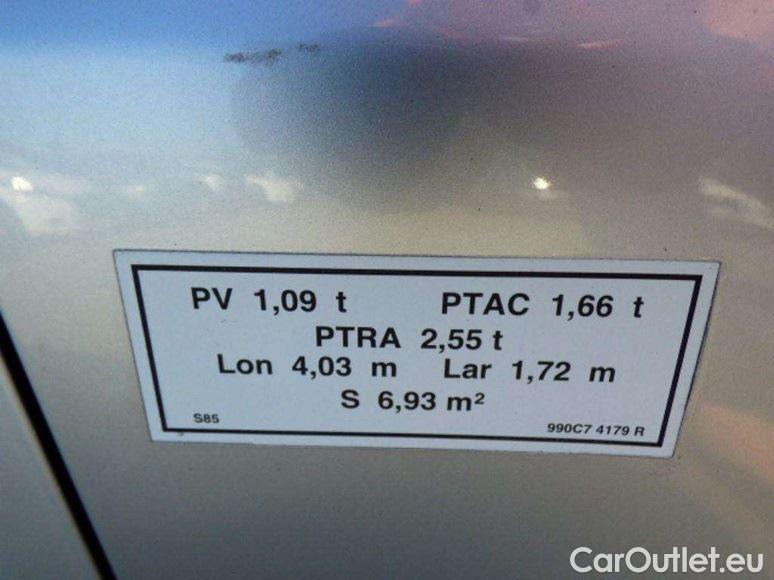 PV 1,09 t PTAC 1,66 t
PTRA 2,55 t
Lon 4,03 m Lar 1,72 m
S 6,93 m²
S85 990C7 4179 R
CarOutlet.eu